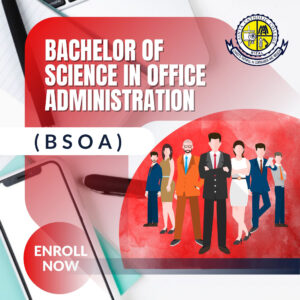 BACHELOR OF
SCIENCE IN OFFICE
ADMINISTRATION
(BSOA)
ENROLL
NOW